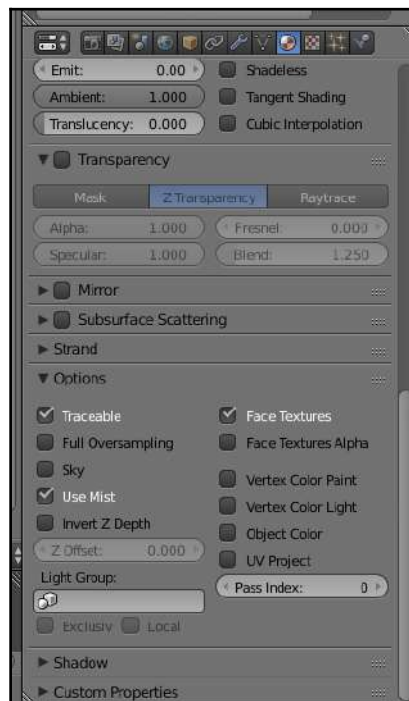 Emit: 0.00 Shadeless
Ambient: 1.000 Tangent Shading
Translucency: 0.000 Cubic Interpolation
Transparency
Mask Z Transparency Raytrace
Alpha: 1.000 Fresnel: 0.000
Specular: 1.000 Blend: 1.250
Mirror
Subsurface Scattering
Strand
Options
Traceable Face Textures
Full Oversampling Face Textures Alpha
Sky Vertex Color Paint
Use Mist Vertex Color Light
Invert Z Depth Object Color
Z Offset: 0.000 UV Project
Light Group: Pass Index: 0
Exclusiv Local
Shadow
Custom Properties